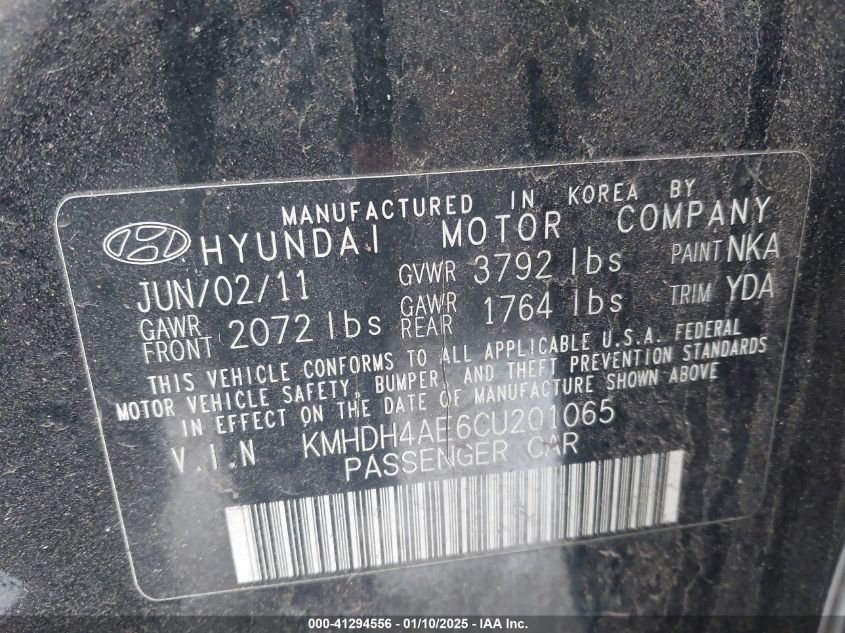 MANUFACTURED IN KOREA BY
HYUNDAI MOTOR COMPANY
JUN/02/11 GVWR 3792 lbs PAINT NKA
GAWR FRONT 2072 lbs GAWR REAR 1764 lbs TRIM YDA
THIS VEHICLE CONFORMS TO ALL APPLICABLE U.S.A. FEDERAL
MOTOR VEHICLE SAFETY, BUMPER, AND THEFT PREVENTION STANDARDS
IN EFFECT ON THE DATE OF MANUFACTURE SHOWN ABOVE
V.I.N KMHDH4AE6CU201065
PASSENGER CAR
000-41294556 - 01/10/2025 - IAA Inc.